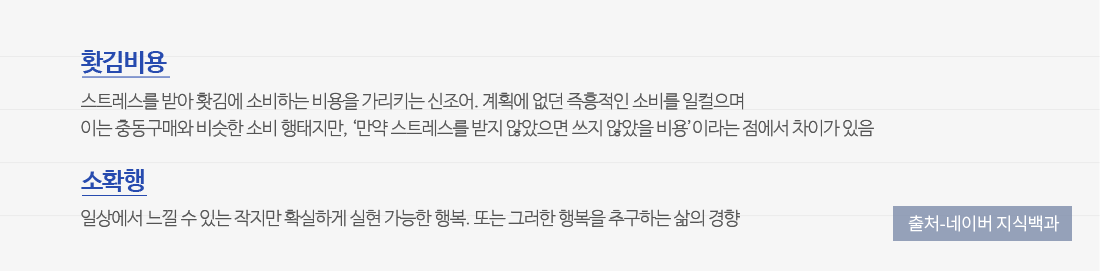 홧김비용
스트레스를 받아 홧김에 소비하는 비용을 가리키는 신조어. 계획에 없던 즉흥적인 소비를 일컬으며
이는 충동구매와 비슷한 소비 행태지만, ‘만약 스트레스를 받지 않았으면 쓰지 않았을 비용’이라는 점에서 차이가 있음
소확행
일상에서 느낄 수 있는 작지만 확실하게 실현 가능한 행복. 또는 그러한 행복을 추구하는 삶의 경향
출처-네이버 지식백과